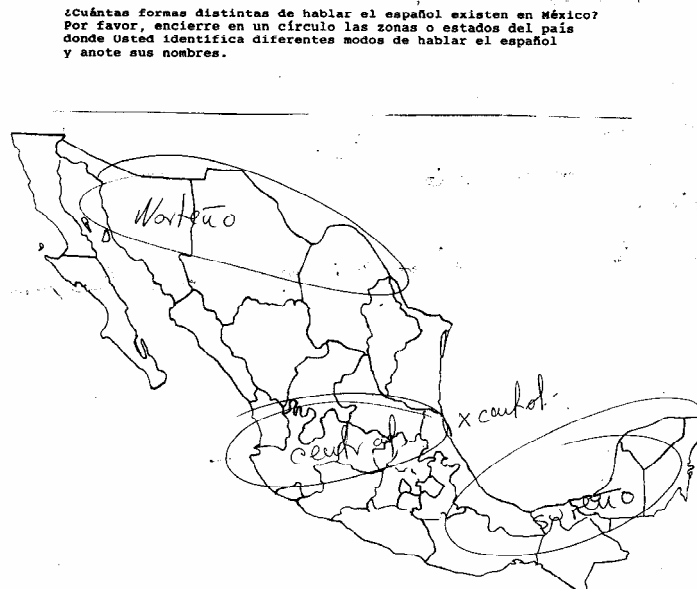 ¿Cuántas formas distintas de hablar el español existen en México?
Por favor, encierre en un círculo las zonas o estados del país
donde Usted identifica diferentes modos de hablar el español
y anote sus nombres.
Norteño
x
central
sureño